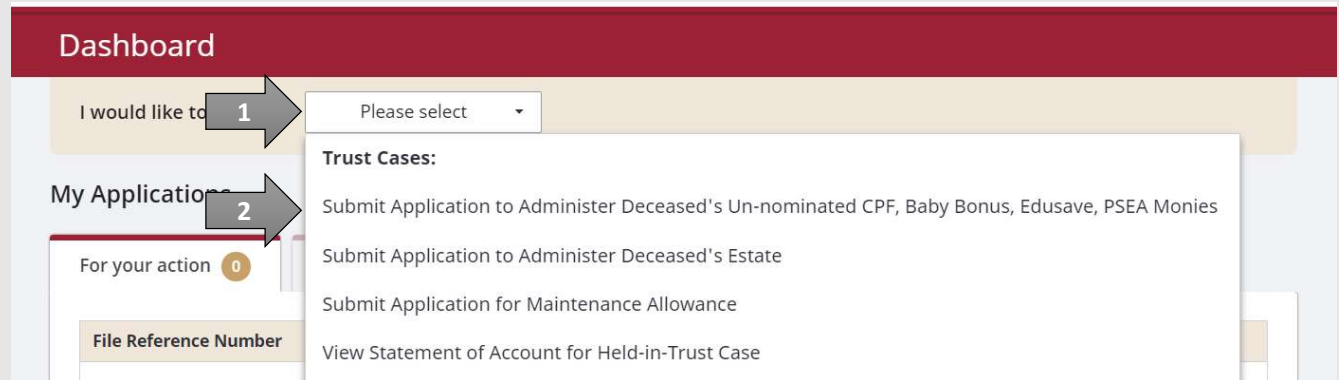 Dashboard
I would like to 1 Please select
Trust Cases:
My Applications
2 Submit Application to Administer Deceased's Un-nominated CPF, Baby Bonus, Edusave, PSEA Monies
Submit Application to Administer Deceased's Estate
For your action 0
Submit Application for Maintenance Allowance
File Reference Number
View Statement of Account for Held-in-Trust Case